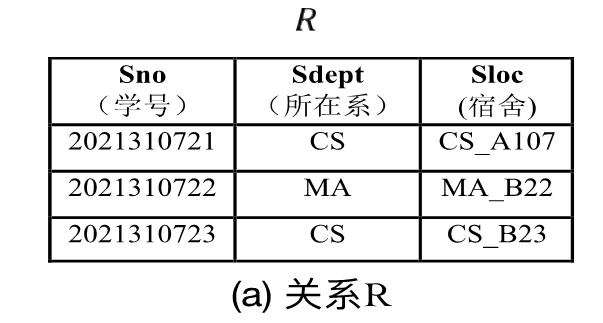 R
Sno Sdept Sloc
（学号） （所在系） (宿舍)
2021310721 CS CS_A107
2021310722 MA MA_B22
2021310723 CS CS_B23
(a) 关系R